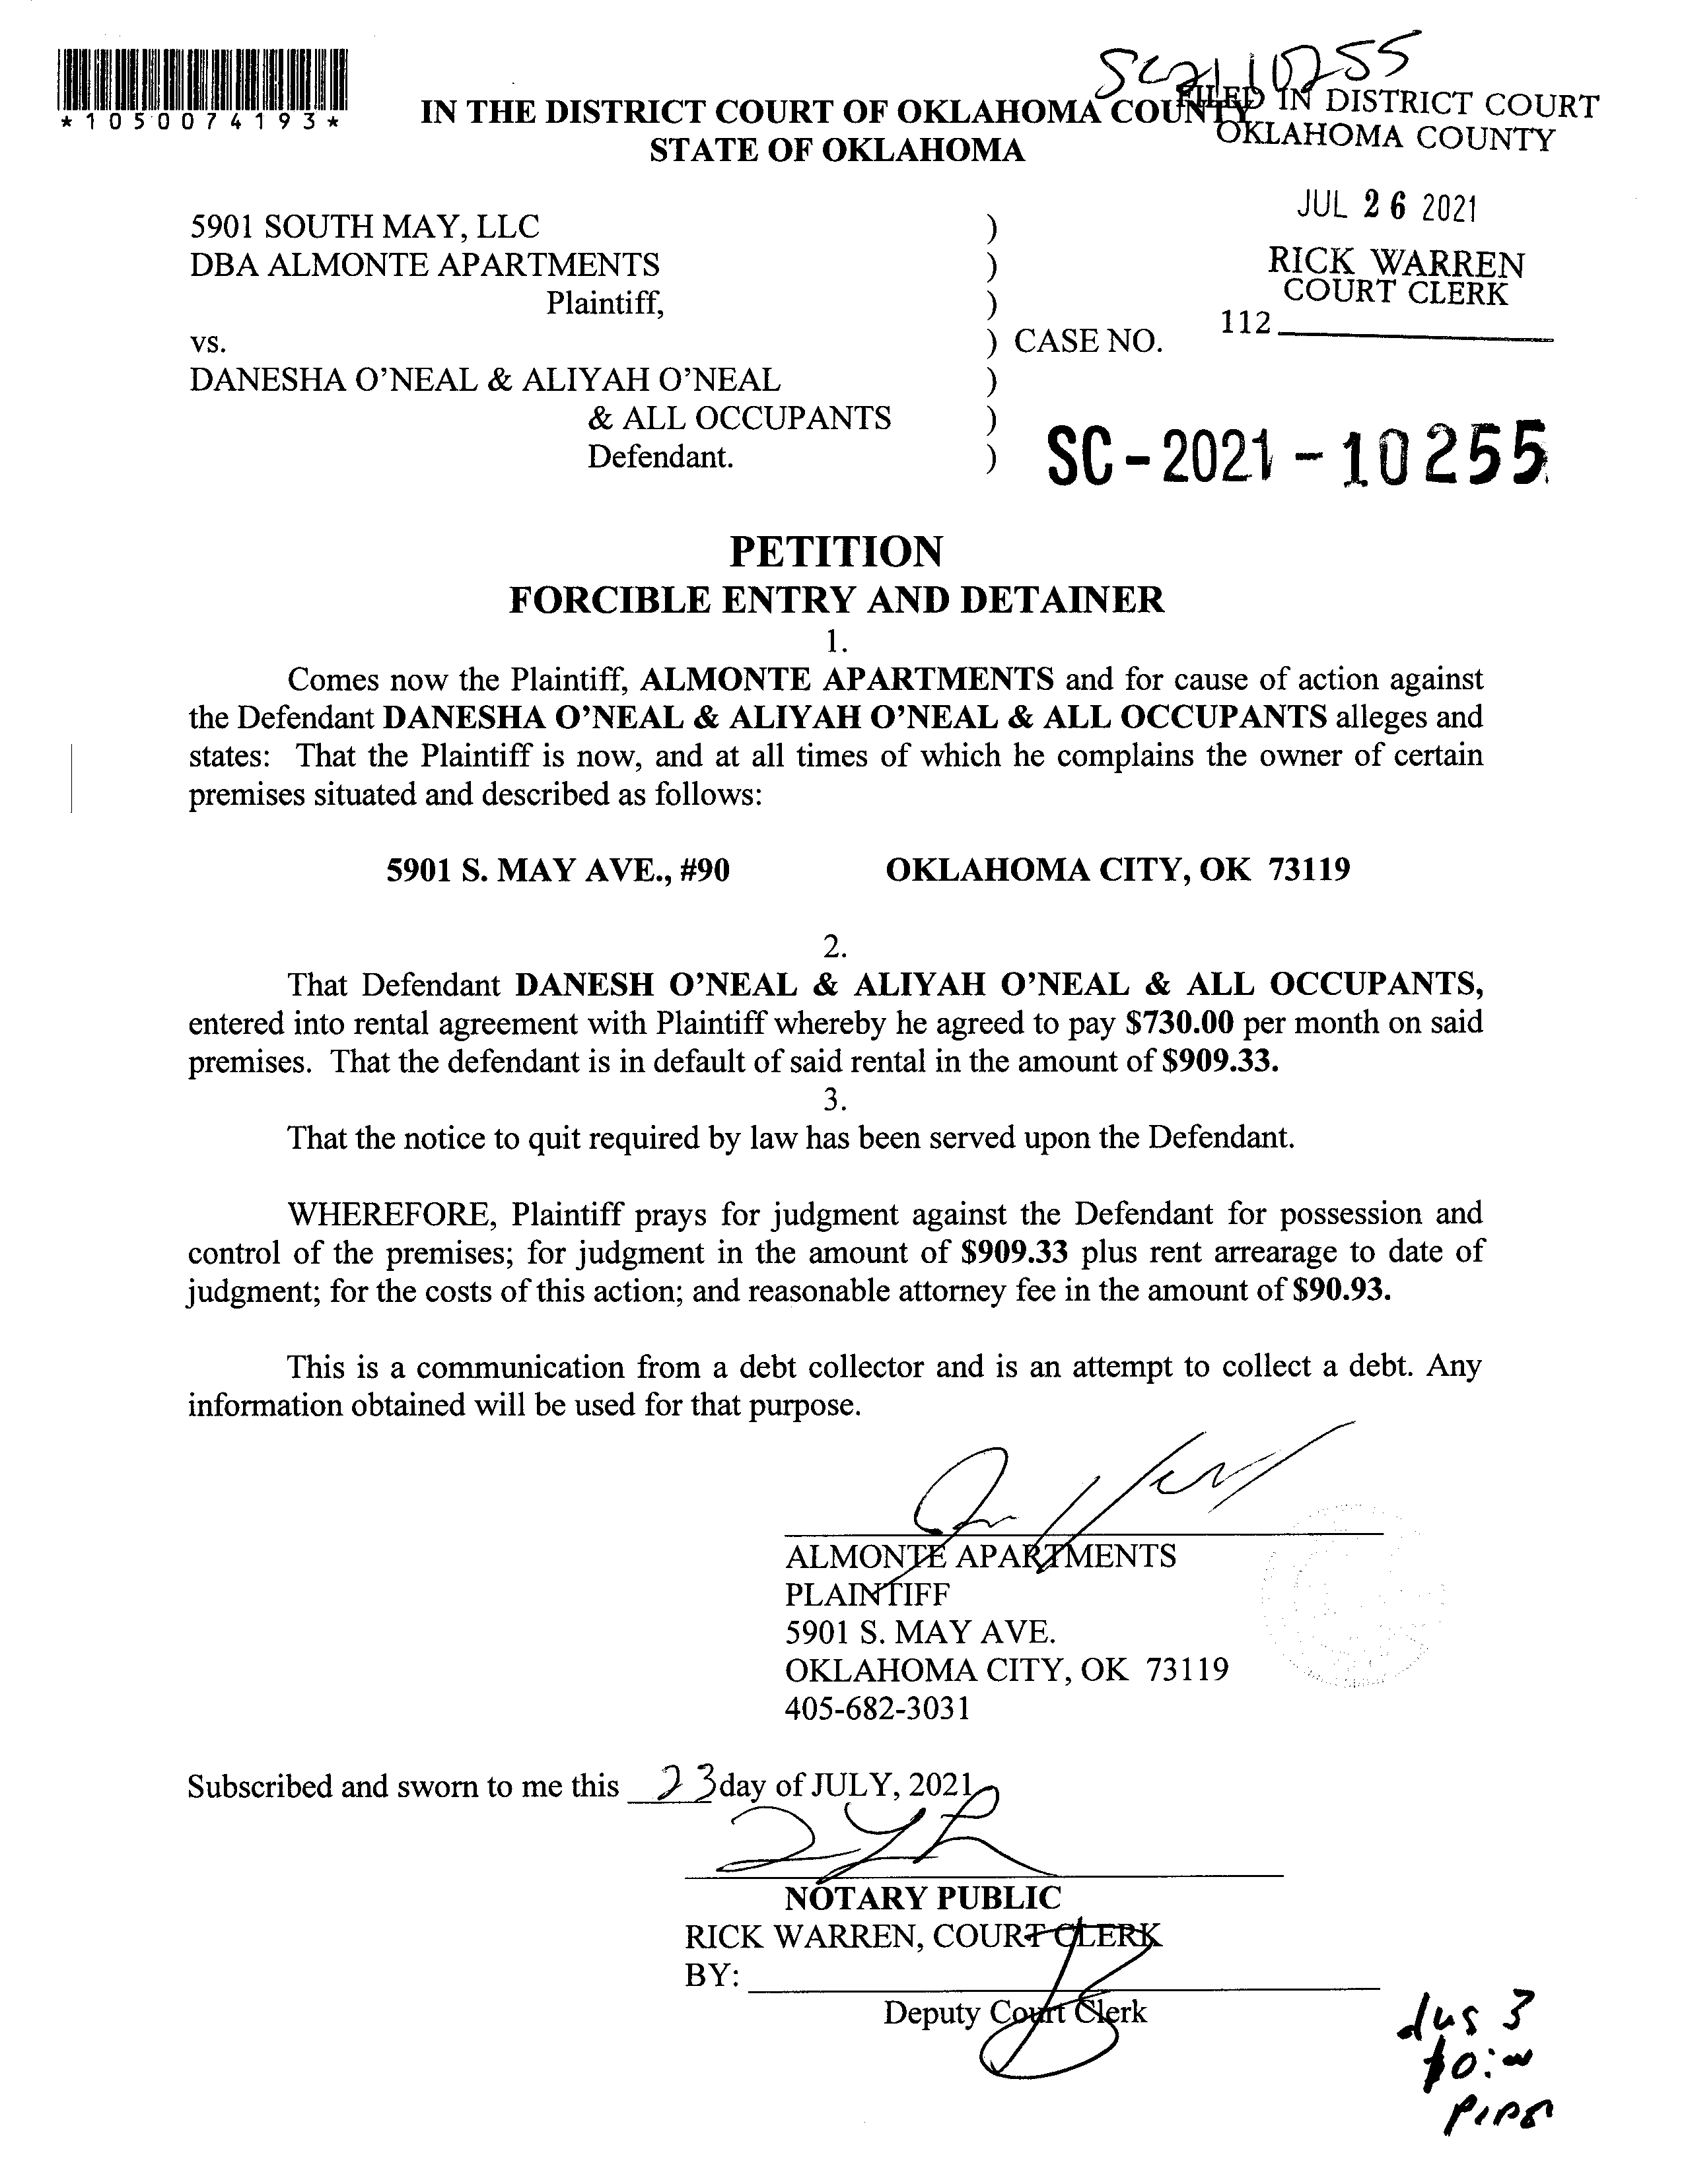 SC21 10255
*1050074193*
IN THE DISTRICT COURT OF OKLAHOMA COUNTY
STATE OF OKLAHOMA
FILED IN DISTRICT COURT
OKLAHOMA COUNTY
JUL 26 2021
RICK WARREN
COURT CLERK
112
5901 SOUTH MAY, LLC )
DBA ALMONTE APARTMENTS )
Plaintiff, )
vs. ) CASE NO.
DANESHA O’NEAL & ALIYAH O’NEAL )
& ALL OCCUPANTS )
Defendant. )
SC-2021-10255
PETITION
FORCIBLE ENTRY AND DETAINER
1.
Comes now the Plaintiff, ALMONTE APARTMENTS and for cause of action against
the Defendant DANESHA O’NEAL & ALIYAH O’NEAL & ALL OCCUPANTS alleges and
states: That the Plaintiff is now, and at all times of which he complains the owner of certain
premises situated and described as follows:
5901 S. MAY AVE., #90 OKLAHOMA CITY, OK 73119
2.
That Defendant DANESH O’NEAL & ALIYAH O’NEAL & ALL OCCUPANTS,
entered into rental agreement with Plaintiff whereby he agreed to pay $730.00 per month on said
premises. That the defendant is in default of said rental in the amount of $909.33.
3.
That the notice to quit required by law has been served upon the Defendant.
WHEREFORE, Plaintiff prays for judgment against the Defendant for possession and
control of the premises; for judgment in the amount of $909.33 plus rent arrearage to date of
judgment; for the costs of this action; and reasonable attorney fee in the amount of $90.93.
This is a communication from a debt collector and is an attempt to collect a debt. Any
information obtained will be used for that purpose.
ALMONTE APARTMENTS
PLAINTIFF
5901 S. MAY AVE.
OKLAHOMA CITY, OK 73119
405-682-3031
Subscribed and sworn to me this 23 day of JULY, 2021
NOTARY PUBLIC
RICK WARREN, COURT CLERK
BY:
Deputy Court Clerk
Aug 3